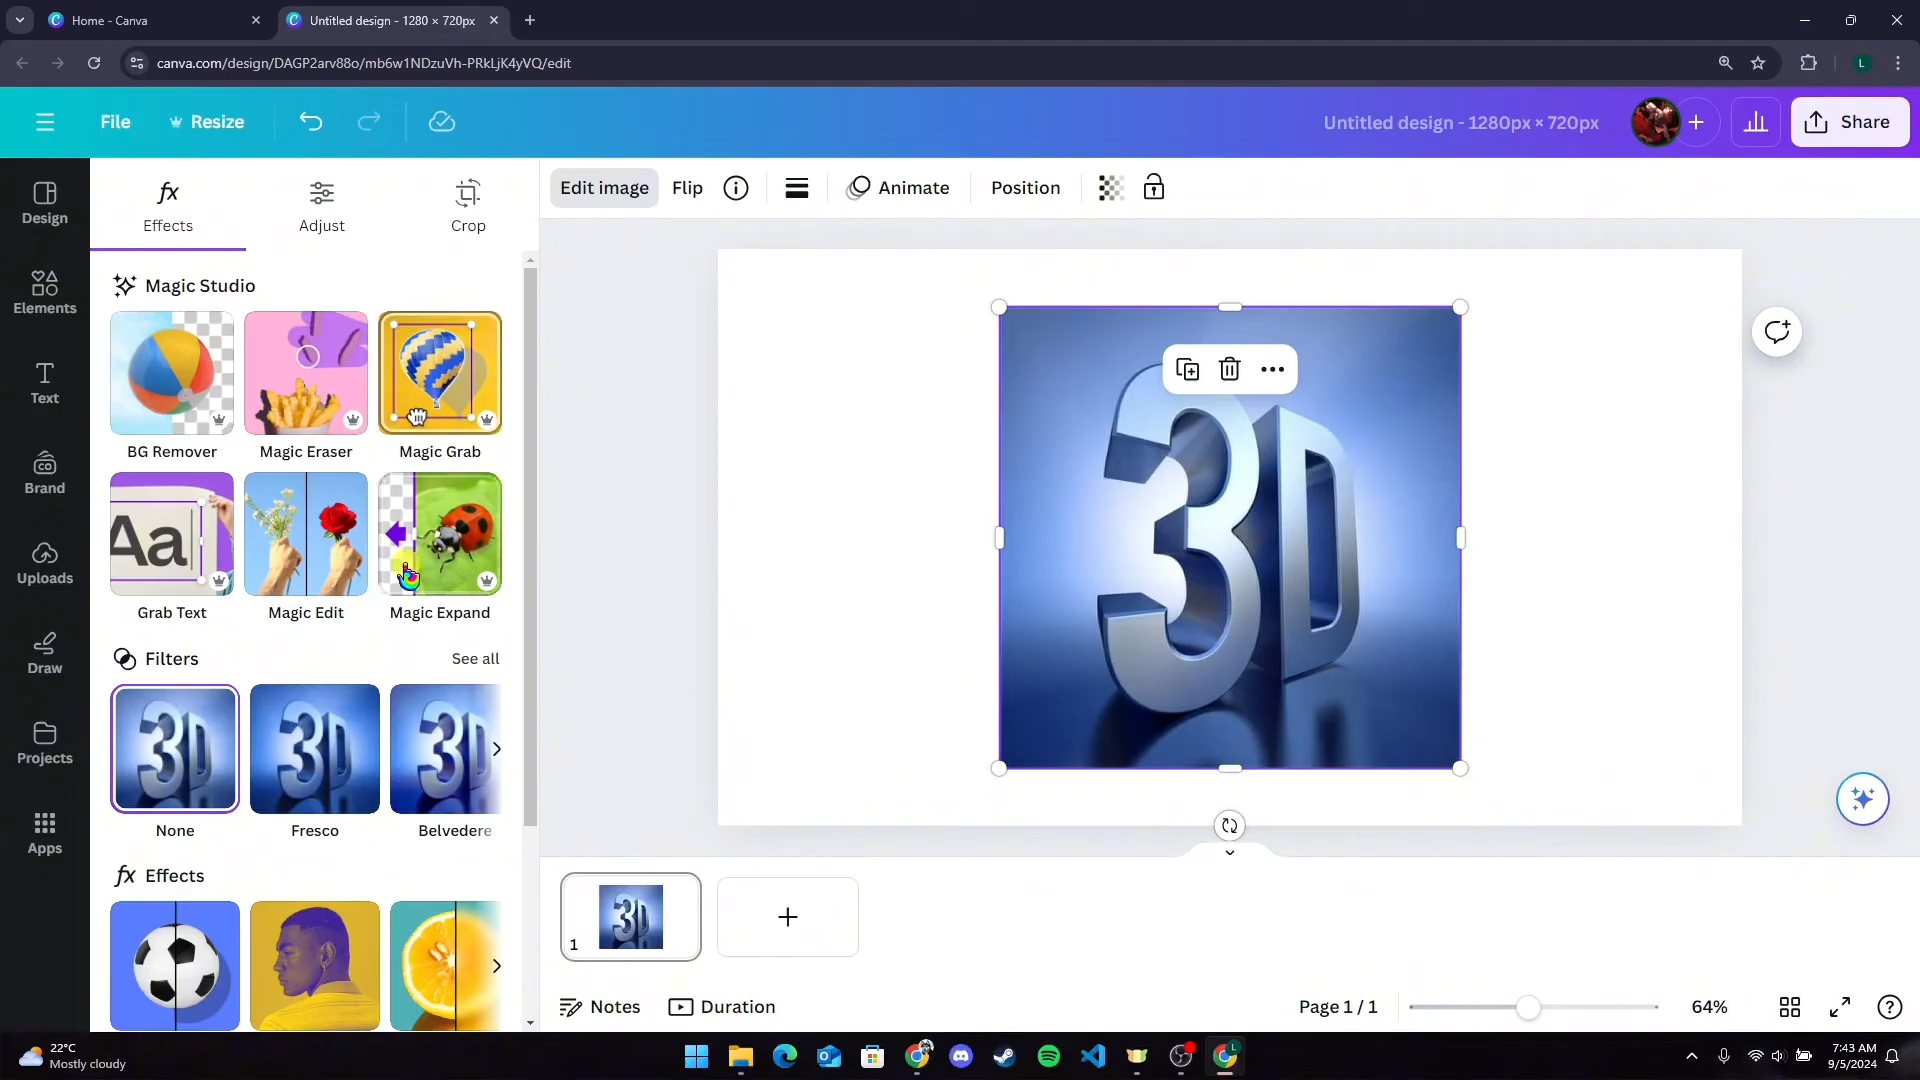 Home - Canva
Untitled design - 1280 × 720px
canva.com/design/DAGP2arv88o/mb6w1NDzuVh-PRkLjK4yVQ/edit
L
File
Resize
Untitled design - 1280px × 720px
Share
Design
Elements
Text
Brand
Uploads
Draw
Projects
Apps
fx
Effects
Adjust
Crop
Edit image
Flip
Animate
Position
Magic Studio
BG Remover
Magic Eraser
Magic Grab
Aa
Grab Text
Magic Edit
Magic Expand
Filters
See all
3D
3D
3D
None
Fresco
Belvedere
fx Effects
3D
3D
1
Notes
Duration
Page 1 / 1
64%
22°C
Mostly cloudy
L
7:43 AM
9/5/2024